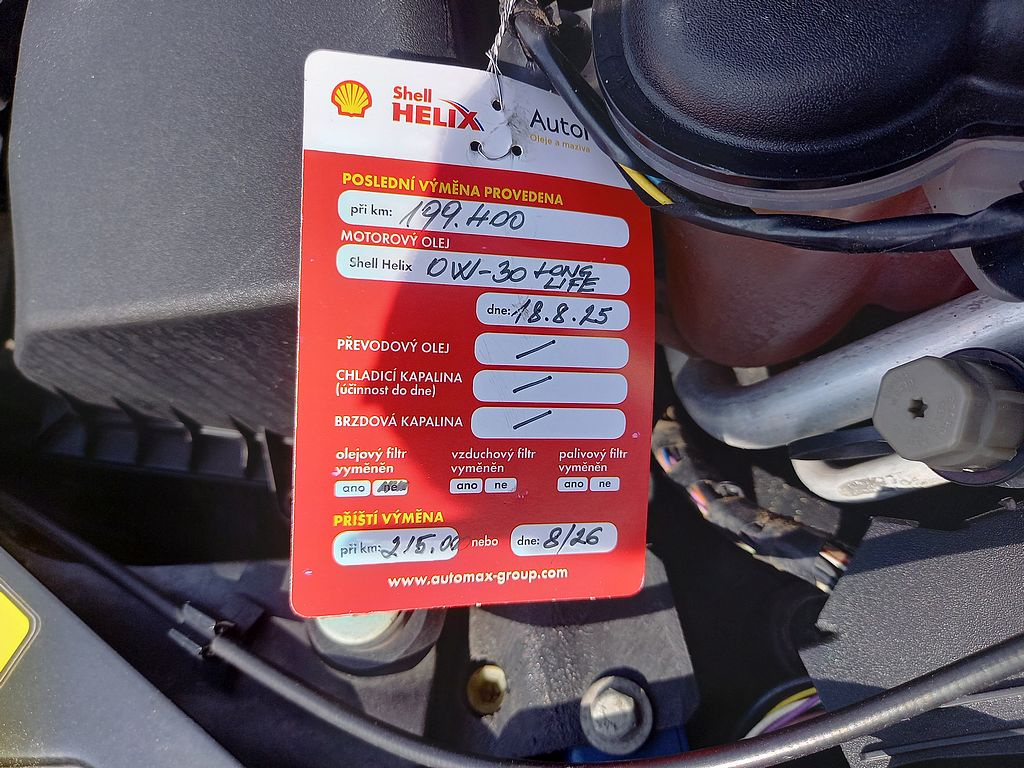 Shell
HELIX
Oleje a maziva
POSLEDNÍ VÝMĚNA PROVEDENA
při km: 199.400
MOTOROVÝ OLEJ
Shell Helix 0W-30 LONG LIFE
dne: 18.8.25
PŘEVODOVÝ OLEJ /
CHLADICÍ KAPALINA /
(účinnost do dne)
BRZDOVÁ KAPALINA /
olejový filtr vyměněn
ano ne
vzduchový filtr vyměněn
ano ne
palivový filtr vyměněn
ano ne
PŘÍŠTÍ VÝMĚNA
při km: 215.00 nebo dne: 8/26
www.automax-group.com